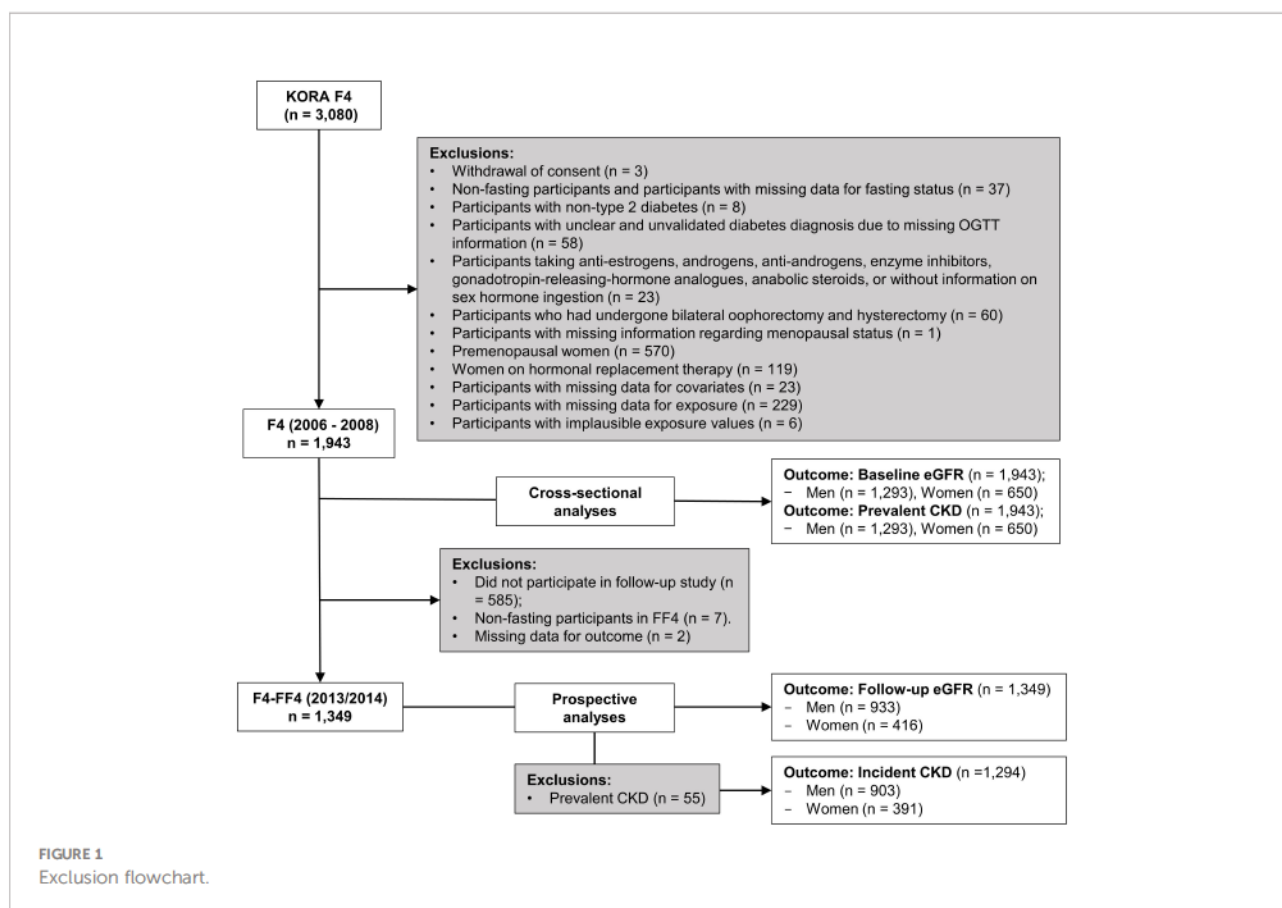 KORA F4
(n = 3,080)
Exclusions:
• Withdrawal of consent (n = 3)
• Non-fasting participants and participants with missing data for fasting status (n = 37)
• Participants with non-type 2 diabetes (n = 8)
• Participants with unclear and unvalidated diabetes diagnosis due to missing OGTT
information (n = 58)
• Participants taking anti-estrogens, androgens, anti-androgens, enzyme inhibitors,
gonadotropin-releasing-hormone analogues, anabolic steroids, or without information on
sex hormone ingestion (n = 23)
• Participants who had undergone bilateral oophorectomy and hysterectomy (n = 60)
• Participants with missing information regarding menopausal status (n = 1)
• Premenopausal women (n = 570)
• Women on hormonal replacement therapy (n = 119)
• Participants with missing data for covariates (n = 23)
• Participants with missing data for exposure (n = 229)
• Participants with implausible exposure values (n = 6)
F4 (2006 - 2008)
n = 1,943
Cross-sectional
analyses
Outcome: Baseline eGFR (n = 1,943);
− Men (n = 1,293), Women (n = 650)
Outcome: Prevalent CKD (n = 1,943);
− Men (n = 1,293), Women (n = 650)
Exclusions:
• Did not participate in follow-up study (n
= 585);
• Non-fasting participants in FF4 (n = 7).
• Missing data for outcome (n = 2)
F4-FF4 (2013/2014)
n = 1,349
Prospective
analyses
Outcome: Follow-up eGFR (n = 1,349)
− Men (n = 933)
− Women (n = 416)
Exclusions:
• Prevalent CKD (n = 55)
Outcome: Incident CKD (n =1,294)
− Men (n = 903)
− Women (n = 391)
FIGURE 1
Exclusion flowchart.